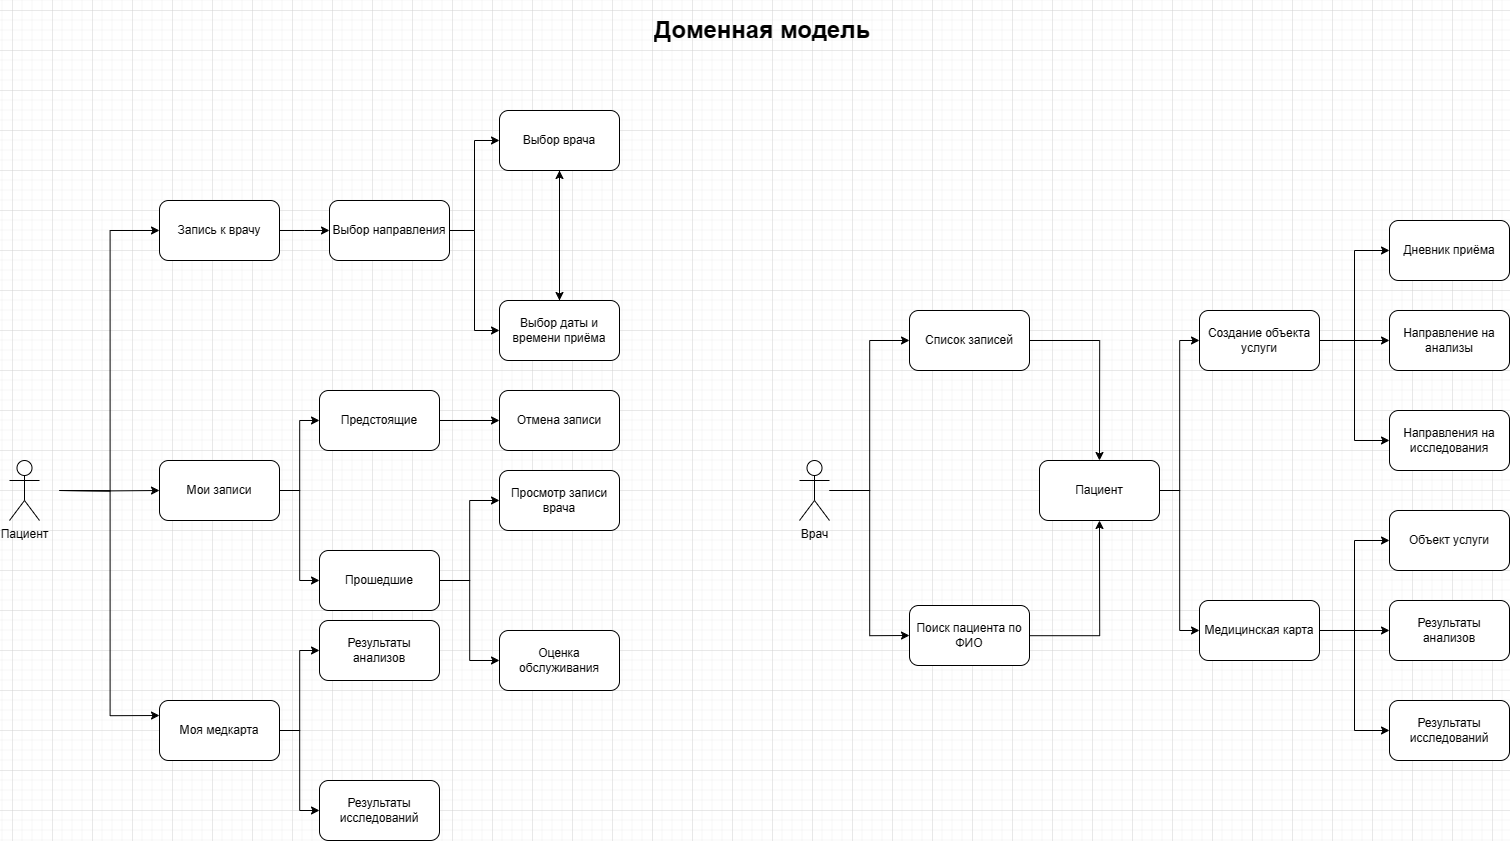 Доменная модель
Выбор врача
Запись к врачу
Выбор направления
Выбор даты и
времени приёма
Предстоящие
Отмена записи
Мои записи
Просмотр записи
врача
Пациент
Прошедшие
Результаты
анализов
Оценка
обслуживания
Моя медкарта
Результаты
исследований
Дневник приёма
Список записей
Создание объекта
услуги
Направление на
анализы
Направления на
исследования
Пациент
Врач
Объект услуги
Поиск пациента по
ФИО
Медицинская карта
Результаты
анализов
Результаты
исследований